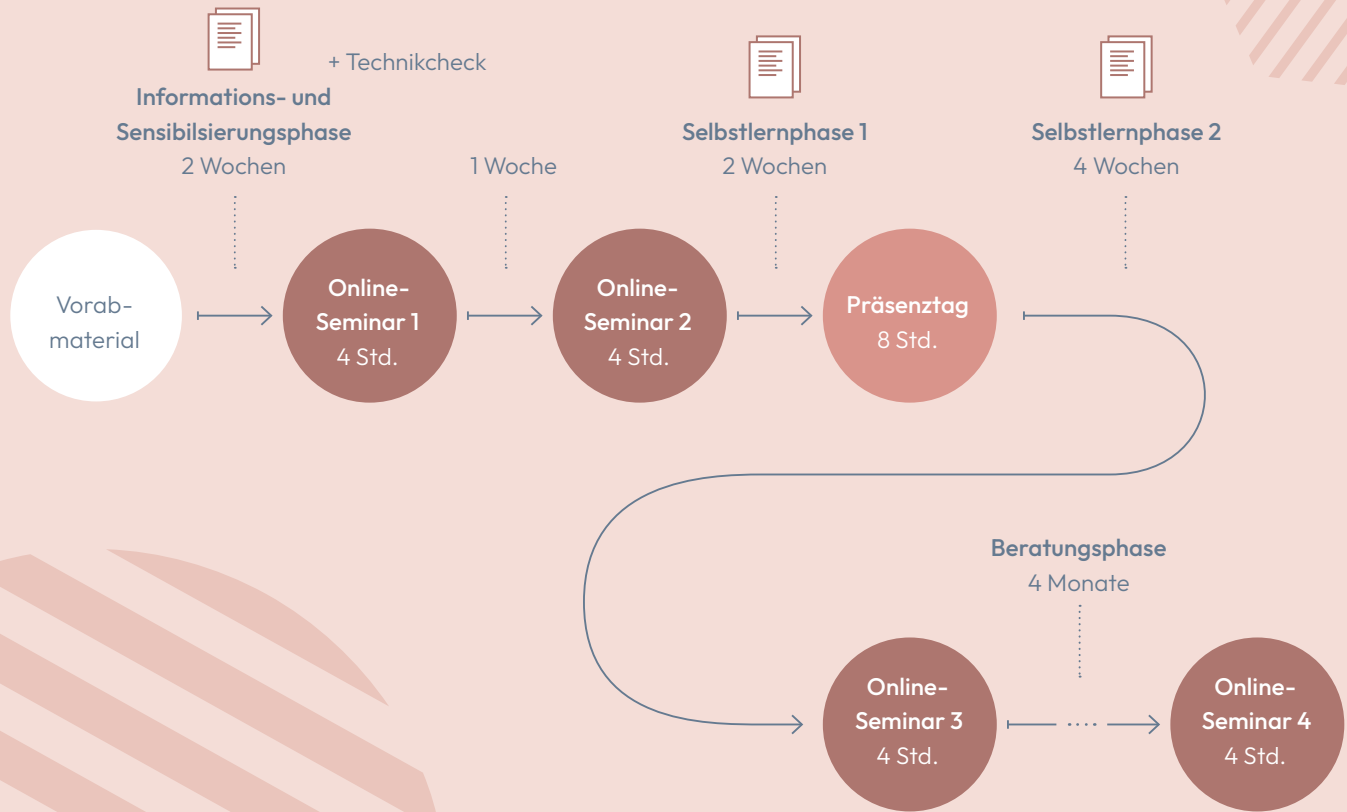 + Technikcheck
Informations- und
Sensibilsierungsphase
2 Wochen
1 Woche
Selbstlernphase 1
2 Wochen
Selbstlernphase 2
4 Wochen
Vorab-
material
Online-
Seminar 1
4 Std.
Online-
Seminar 2
4 Std.
Präsenztag
8 Std.
Beratungsphase
4 Monate
Online-
Seminar 3
4 Std.
Online-
Seminar 4
4 Std.